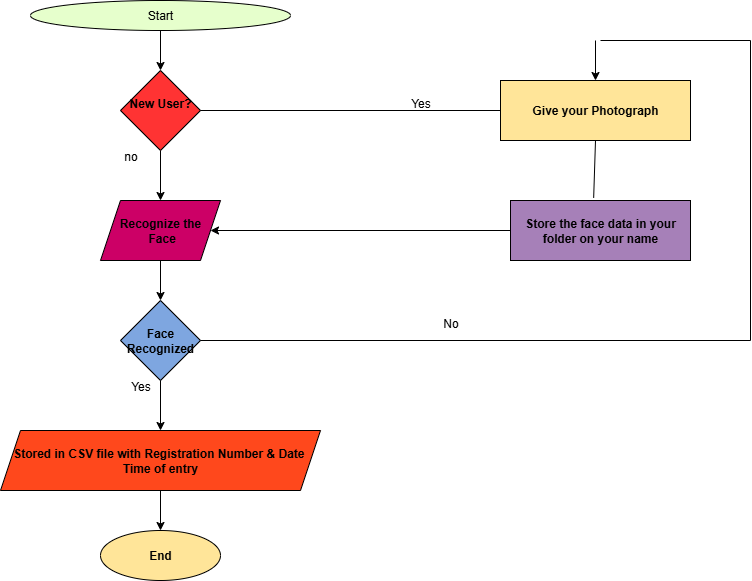 Start
New User?
Yes
Give your Photograph
no
Recognize the
Face
Store the face data in your
folder on your name
Face
Recognized
No
Yes
Stored in CSV file with Registration Number & Date
Time of entry
End